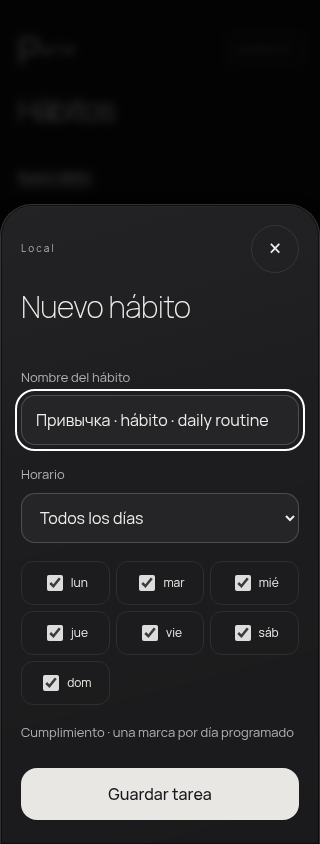 Hábitos
Local
Nuevo hábito
Nombre del hábito
Привычка · hábito · daily routine
Horario
Todos los días
lun mar mié
jue vie sáb
dom
Cumplimiento · una marca por día programado
Guardar tarea